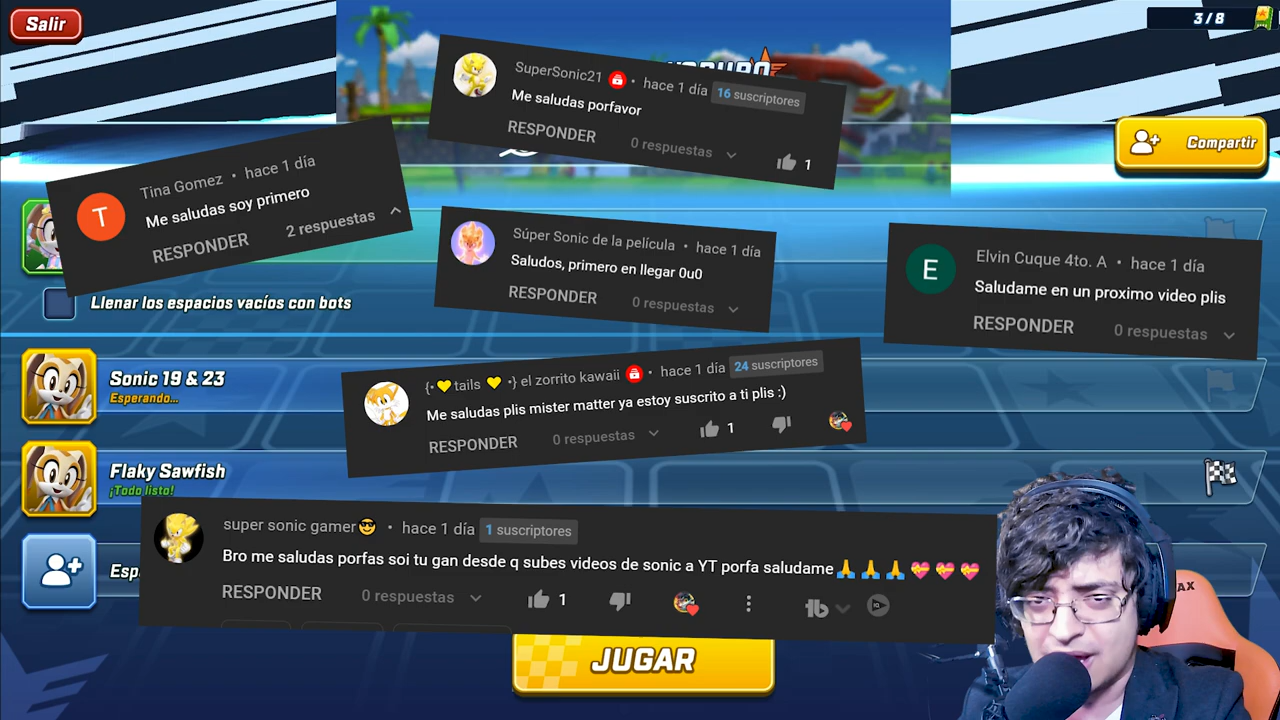 Salir
3/8
SuperSonic21 • hace 1 día 16 suscriptores
Me saludas porfavor
RESPONDER 0 respuestas 1
Compartir
Tina Gomez • hace 1 día
T
Me saludas soy primero
RESPONDER 2 respuestas
Súper Sonic de la película • hace 1 día
Saludos, primero en llegar 0u0
RESPONDER 0 respuestas
Elvin Cuque 4to. A • hace 1 día
E
Saludame en un proximo video plis
RESPONDER 0 respuestas
Llenar los espacios vacíos con bots
Sonic 19 & 23
Esperando...
{•💛tails 💛 •} el zorrito kawaii • hace 1 día 24 suscriptores
Me saludas plis mister matter ya estoy suscrito a ti plis :)
RESPONDER 0 respuestas 1
Flaky Sawfish
¡Todo listo!
super sonic gamer😎 • hace 1 día 1 suscriptores
Bro me saludas porfas soi tu gan desde q subes videos de sonic a YT porfa saludame🙏🙏🙏💝💝💝
RESPONDER 0 respuestas 1
Esp
JUGAR
AX